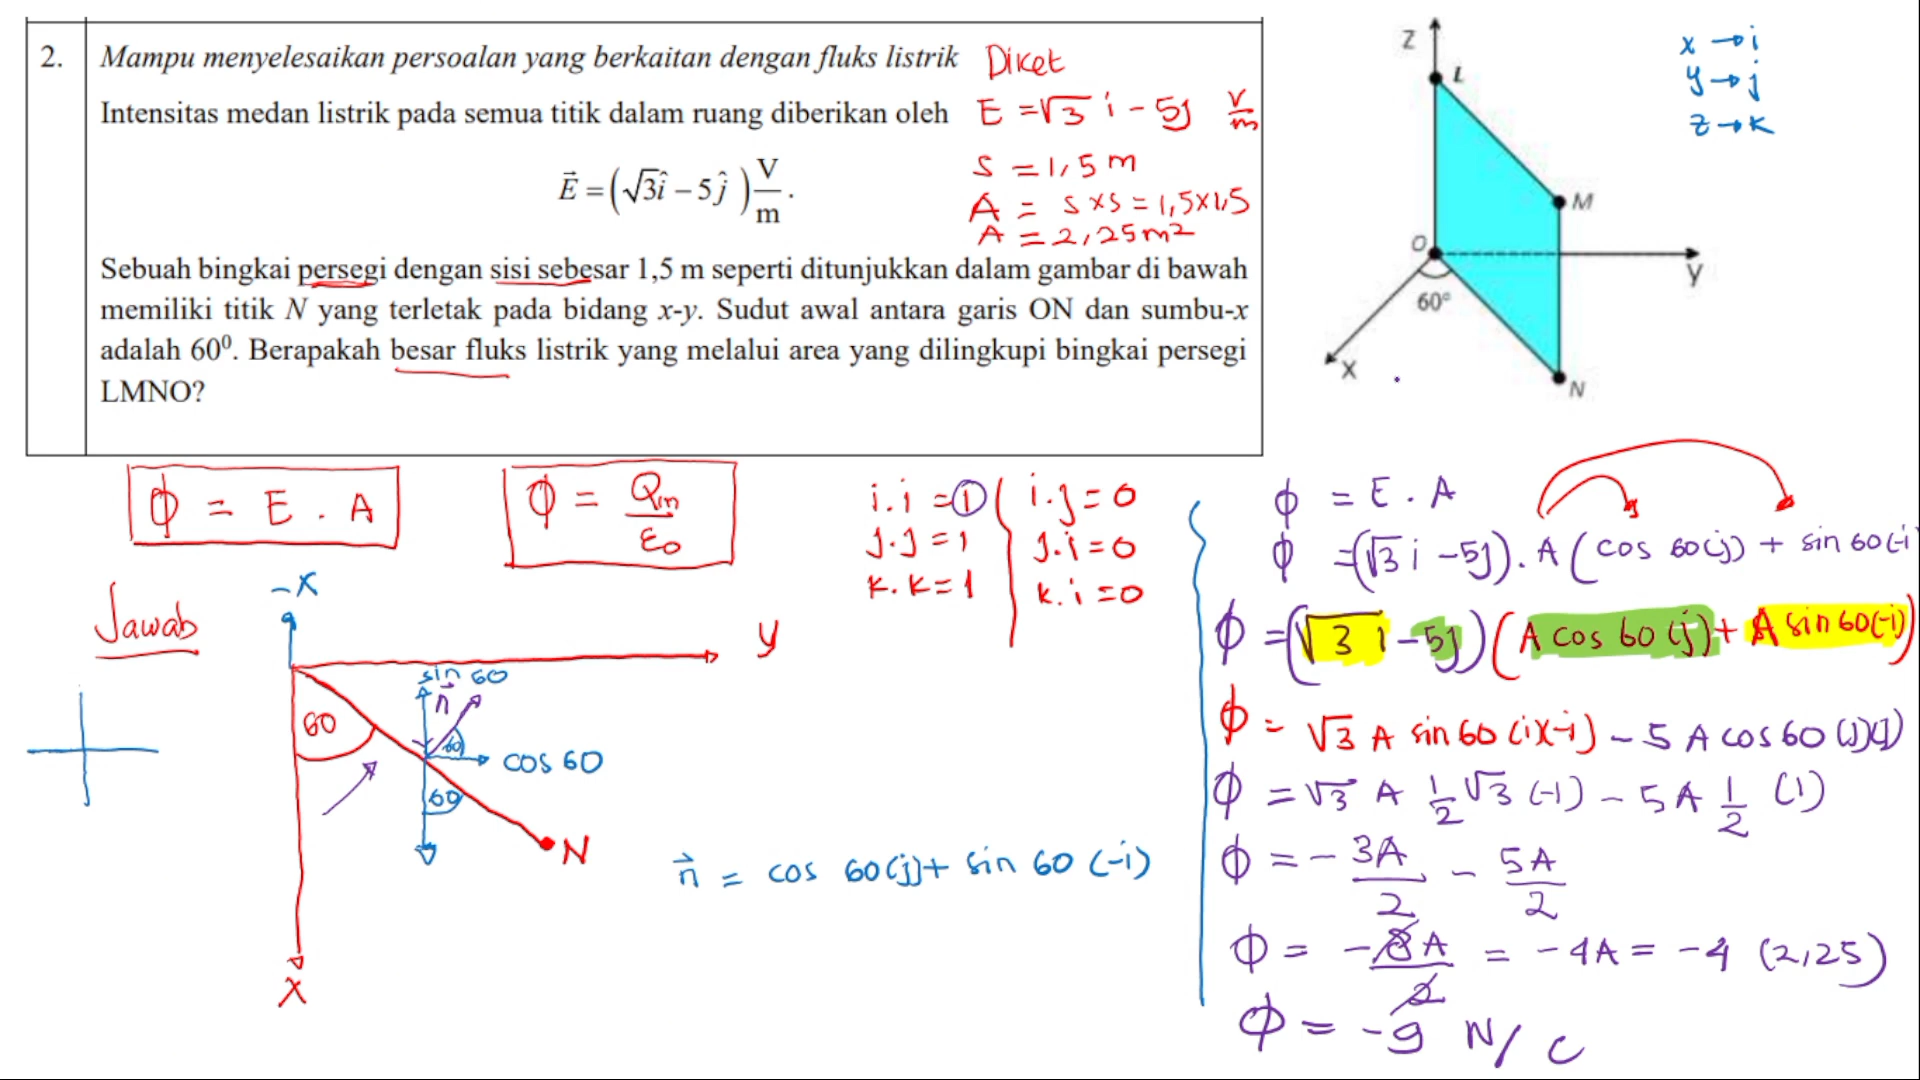 2. Mampu menyelesaikan persoalan yang berkaitan dengan fluks listrik
Intensitas medan listrik pada semua titik dalam ruang diberikan oleh
E⃗ = (√3î − 5ĵ) V/m.
Sebuah bingkai persegi dengan sisi sebesar 1,5 m seperti ditunjukkan dalam gambar di bawah
memiliki titik N yang terletak pada bidang x-y. Sudut awal antara garis ON dan sumbu-x
adalah 60⁰. Berapakah besar fluks listrik yang melalui area yang dilingkupi bingkai persegi
LMNO?
Diket
E = √3 i − 5j V/m
S = 1,5 m
A = S x S = 1,5 x 1,5
A = 2,25 m2
Z
L
M
O
y
60°
X
N
x → i
y → j
z → k
ϕ = E . A
ϕ = Qin/ε0
i.i = 1
j.j = 1
k.k = 1
i.j = 0
j.i = 0
k.i = 0
Jawab
-X
y
sin 60
n⃗
60
60
cos 60
60
N
X
n⃗ = cos 60 (j) + sin 60 (-i)
ϕ = E . A
ϕ = (√3 i − 5j) . A (cos 60 (j) + sin 60 (-i
ϕ = (√3 i − 5j) (A cos 60 (j) + A sin 60 (-i))
ϕ = √3 A sin 60 (i)(-i) − 5 A cos 60 (j)(j)
ϕ = √3 A 1/2 √3 (-1) − 5 A 1/2 (1)
ϕ = − 3A/2 − 5A/2
ϕ = − 8A/2 = − 4A = − 4 (2,25)
ϕ = − 9 N/C